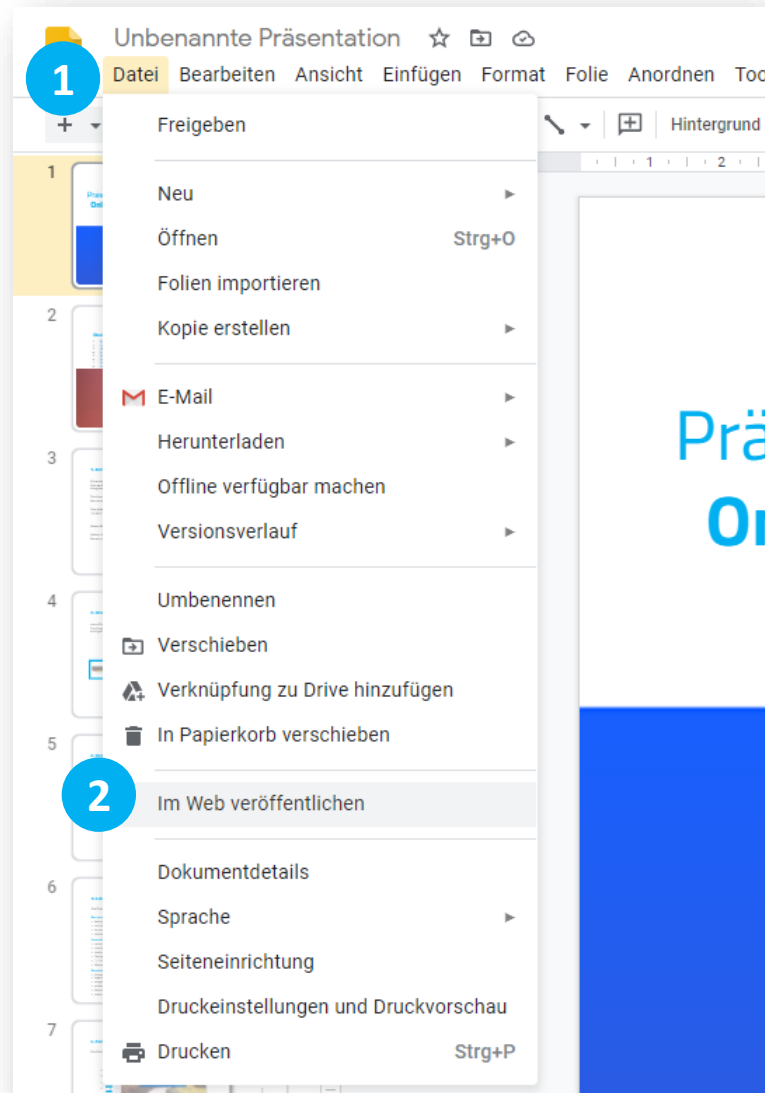 Unbenannte Präsentation
1
Datei Bearbeiten Ansicht Einfügen Format Folie Anordnen
Hintergrund
1 2
Freigeben
Neu
Öffnen Strg+O
Folien importieren
Kopie erstellen
E-Mail
Herunterladen
Offline verfügbar machen
Versionsverlauf
Umbenennen
Verschieben
Verknüpfung zu Drive hinzufügen
In Papierkorb verschieben
2
Im Web veröffentlichen
Dokumentdetails
Sprache
Seiteneinrichtung
Druckeinstellungen und Druckvorschau
Drucken Strg+P
1
2
3
4
5
6
7
Prä